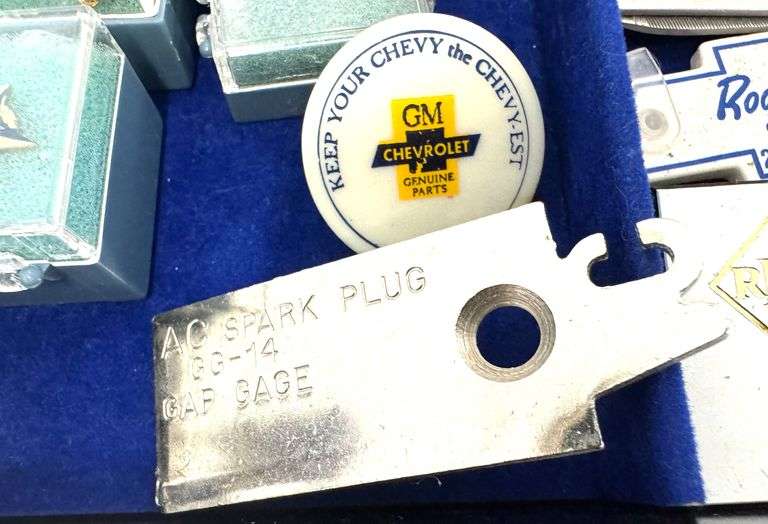 KEEP YOUR CHEVY the CHEVY-EST
GM
CHEVROLET
GENUINE
PARTS
AC SPARK PLUG
GG-14
GAP GAGE